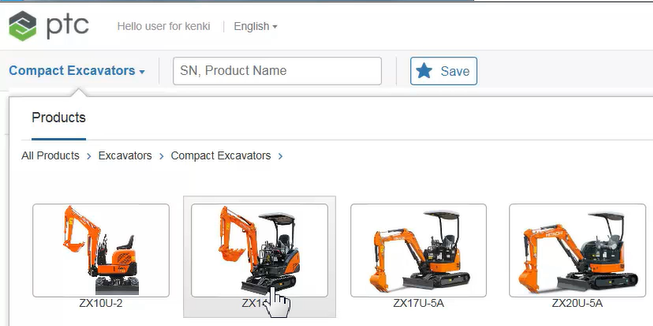 ptc
Hello user for kenki
English
Compact Excavators
SN, Product Name
Save
Products
All Products > Excavators > Compact Excavators >
ZX10U-2
ZX17U-5A
ZX20U-5A